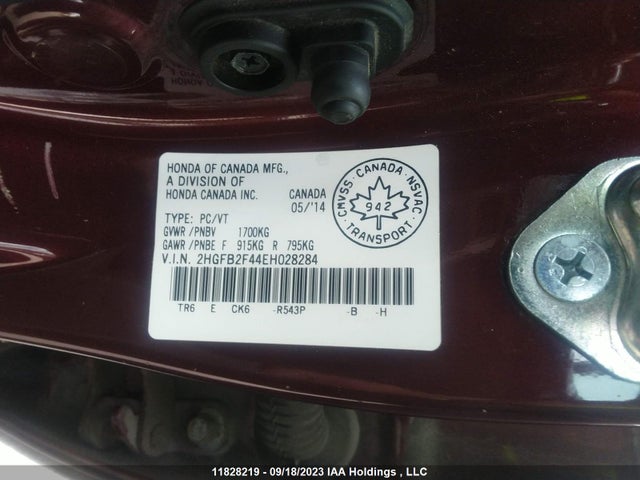 HONDA OF CANADA MFG.,
A DIVISION OF
HONDA CANADA INC.
CANADA
05/'14
TYPE: PC/VT
GVWR /PNBV 1700KG
GAWR /PNBE F 915KG R 795KG
V.I.N. 2HGFB2F44EH028284
TR6 E CK6 -R543P -B -H
CMVSS · CANADA · NSVAC · TRANSPORT ·
942
11828219 - 09/18/2023 IAA Holdings , LLC